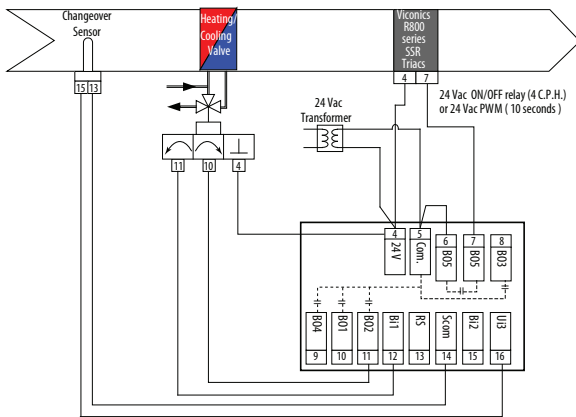 Changeover
Sensor
15 13
Heating/
Cooling
Valve
Viconics
R800
series
SSR
Triacs
4 7
24 Vac ON/OFF relay (4 C.P.H.)
or 24 Vac PWM ( 10 seconds )
24 Vac
Transformer
11 10 4
4 5 6 7 8
24 V Com. BO5 BO5 BO3
BO4 BO1 BO2 Bi1 RS Scom Bi2 UI3
9 10 11 12 13 14 15 16